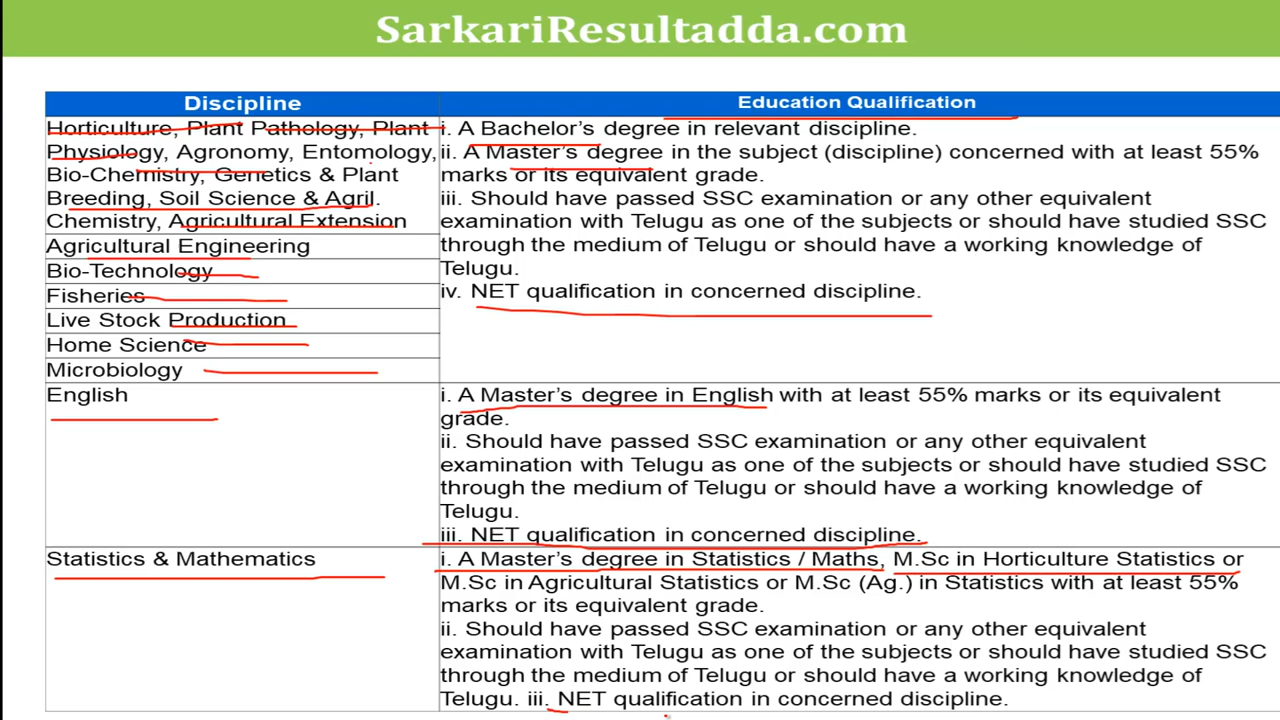 SarkariResultadda.com
Discipline
Education Qualification
Horticulture, Plant Pathology, Plant
Physiology, Agronomy, Entomology,
Bio-Chemistry, Genetics & Plant
Breeding, Soil Science & Agril.
Chemistry, Agricultural Extension
Agricultural Engineering
Bio-Technology
Fisheries
Live Stock Production
Home Science
Microbiology
i. A Bachelor's degree in relevant discipline.
ii. A Master's degree in the subject (discipline) concerned with at least 55%
marks or its equivalent grade.
iii. Should have passed SSC examination or any other equivalent
examination with Telugu as one of the subjects or should have studied SSC
through the medium of Telugu or should have a working knowledge of
Telugu.
iv. NET qualification in concerned discipline.
English
i. A Master's degree in English with at least 55% marks or its equivalent
grade.
ii. Should have passed SSC examination or any other equivalent
examination with Telugu as one of the subjects or should have studied SSC
through the medium of Telugu or should have a working knowledge of
Telugu.
iii. NET qualification in concerned discipline.
Statistics & Mathematics
i. A Master's degree in Statistics / Maths, M.Sc in Horticulture Statistics or
M.Sc in Agricultural Statistics or M.Sc (Ag.) in Statistics with at least 55%
marks or its equivalent grade.
ii. Should have passed SSC examination or any other equivalent
examination with Telugu as one of the subjects or should have studied SSC
through the medium of Telugu or should have a working knowledge of
Telugu. iii. NET qualification in concerned discipline.